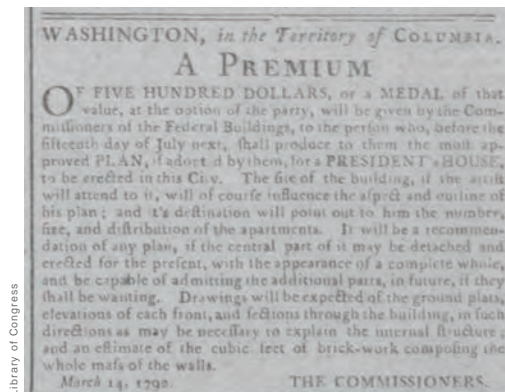 WASHINGTON, in the Territory of COLUMBIA.
A PREMIUM
OF FIVE HUNDRED DOLLARS, or a MEDAL of that
value, at the option of the party, will be given by the Com-
miſſioners of the Federal Buildings, to the perſon who, before the
fifteenth day of July next, ſhall produce to them the moſt ap-
proved PLAN, if adopt d by them, for a PRESIDENT's HOUSE,
to be erected in this City. The ſite of the building, if the artiſt
will attend to it, will of courſe influence the aſpect and outline of
his plan; and it's deſtination will point out to him the number,
ſize, and diſtribution of the apartments. It will be a recommen-
dation of any plan, if the central part of it may be detached and
erected for the preſent, with the appearance of a complete whole,
and be capable of admitting the additional parts, in future, if they
ſhall be wanting. Drawings will be expected of the ground plats,
elevations of each front, and ſections through the building, in ſuch
directions as may be neceſſary to explain the internal ſtructure;
and an eſtimate of the cubic feet of brick-work compoſing the
whole maſs of the walls.
March 14, 1792. THE COMMISSIONERS.
Library of Congress